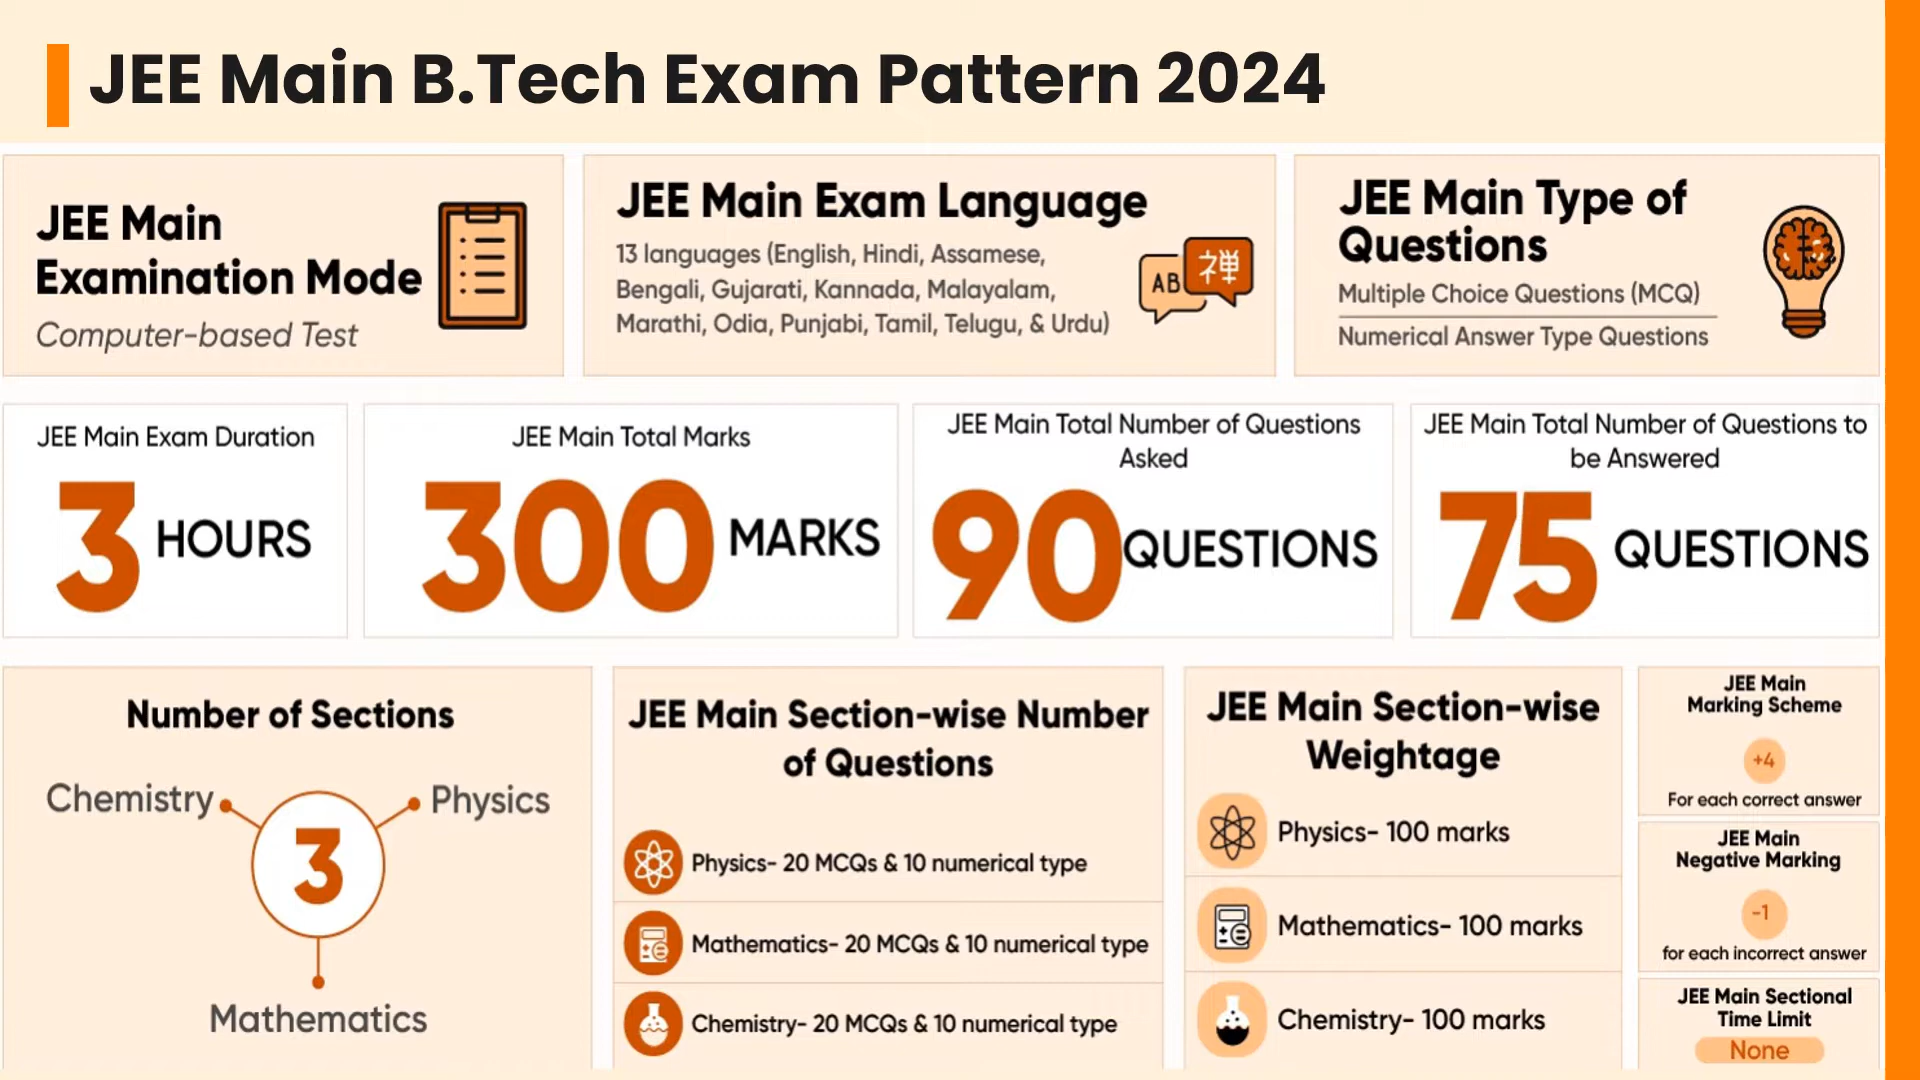 JEE Main B.Tech Exam Pattern 2024
JEE Main
Examination Mode
Computer-based Test
JEE Main Exam Language
13 languages (English, Hindi, Assamese,
Bengali, Gujarati, Kannada, Malayalam,
Marathi, Odia, Punjabi, Tamil, Telugu, & Urdu)
AB
禅
JEE Main Type of
Questions
Multiple Choice Questions (MCQ)
Numerical Answer Type Questions
JEE Main Exam Duration
3 HOURS
JEE Main Total Marks
300 MARKS
JEE Main Total Number of Questions
Asked
90 QUESTIONS
JEE Main Total Number of Questions to
be Answered
75 QUESTIONS
Number of Sections
Chemistry
Physics
3
Mathematics
JEE Main Section-wise Number
of Questions
Physics- 20 MCQs & 10 numerical type
Mathematics- 20 MCQs & 10 numerical type
Chemistry- 20 MCQs & 10 numerical type
JEE Main Section-wise
Weightage
Physics- 100 marks
Mathematics- 100 marks
Chemistry- 100 marks
JEE Main
Marking Scheme
+4
For each correct answer
JEE Main
Negative Marking
-1
for each incorrect answer
JEE Main Sectional
Time Limit
None